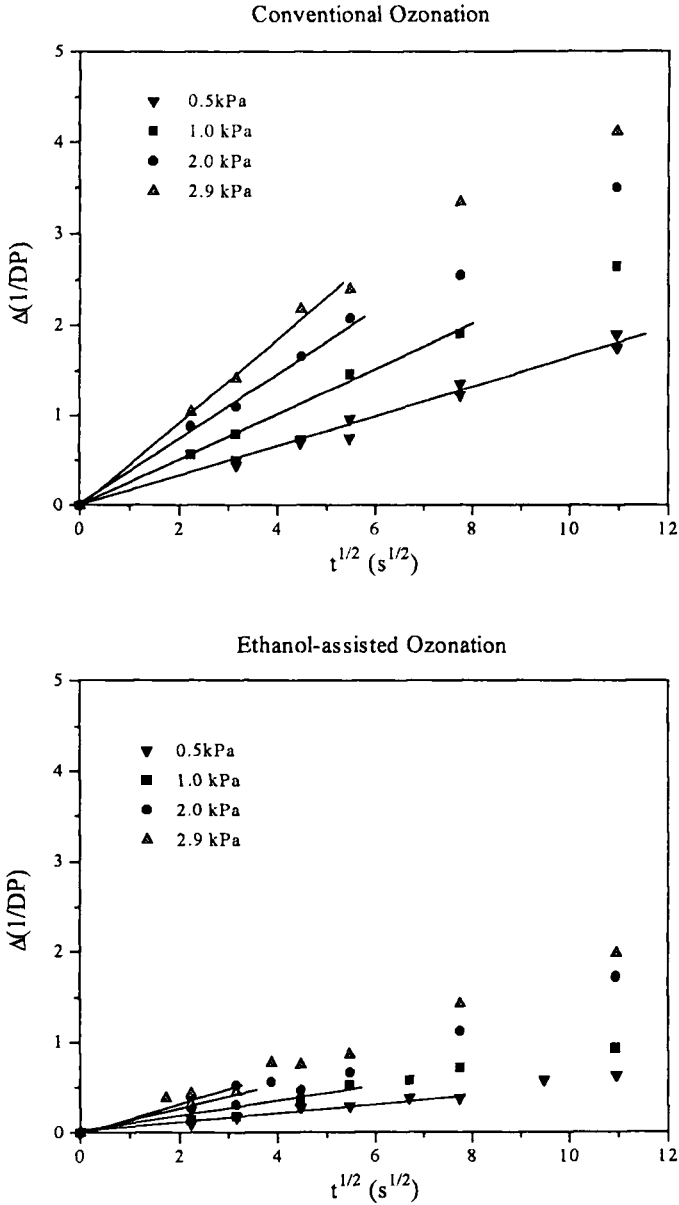 Conventional Ozonation
5
4
3
2
1
0
Δ(1/DP)
0.5kPa
1.0 kPa
2.0 kPa
2.9 kPa
0 2 4 6 8 10 12
t^1/2 (s^1/2)
Ethanol-assisted Ozonation
5
4
3
2
1
0
Δ(1/DP)
0.5kPa
1.0 kPa
2.0 kPa
2.9 kPa
0 2 4 6 8 10 12
t^1/2 (s^1/2)